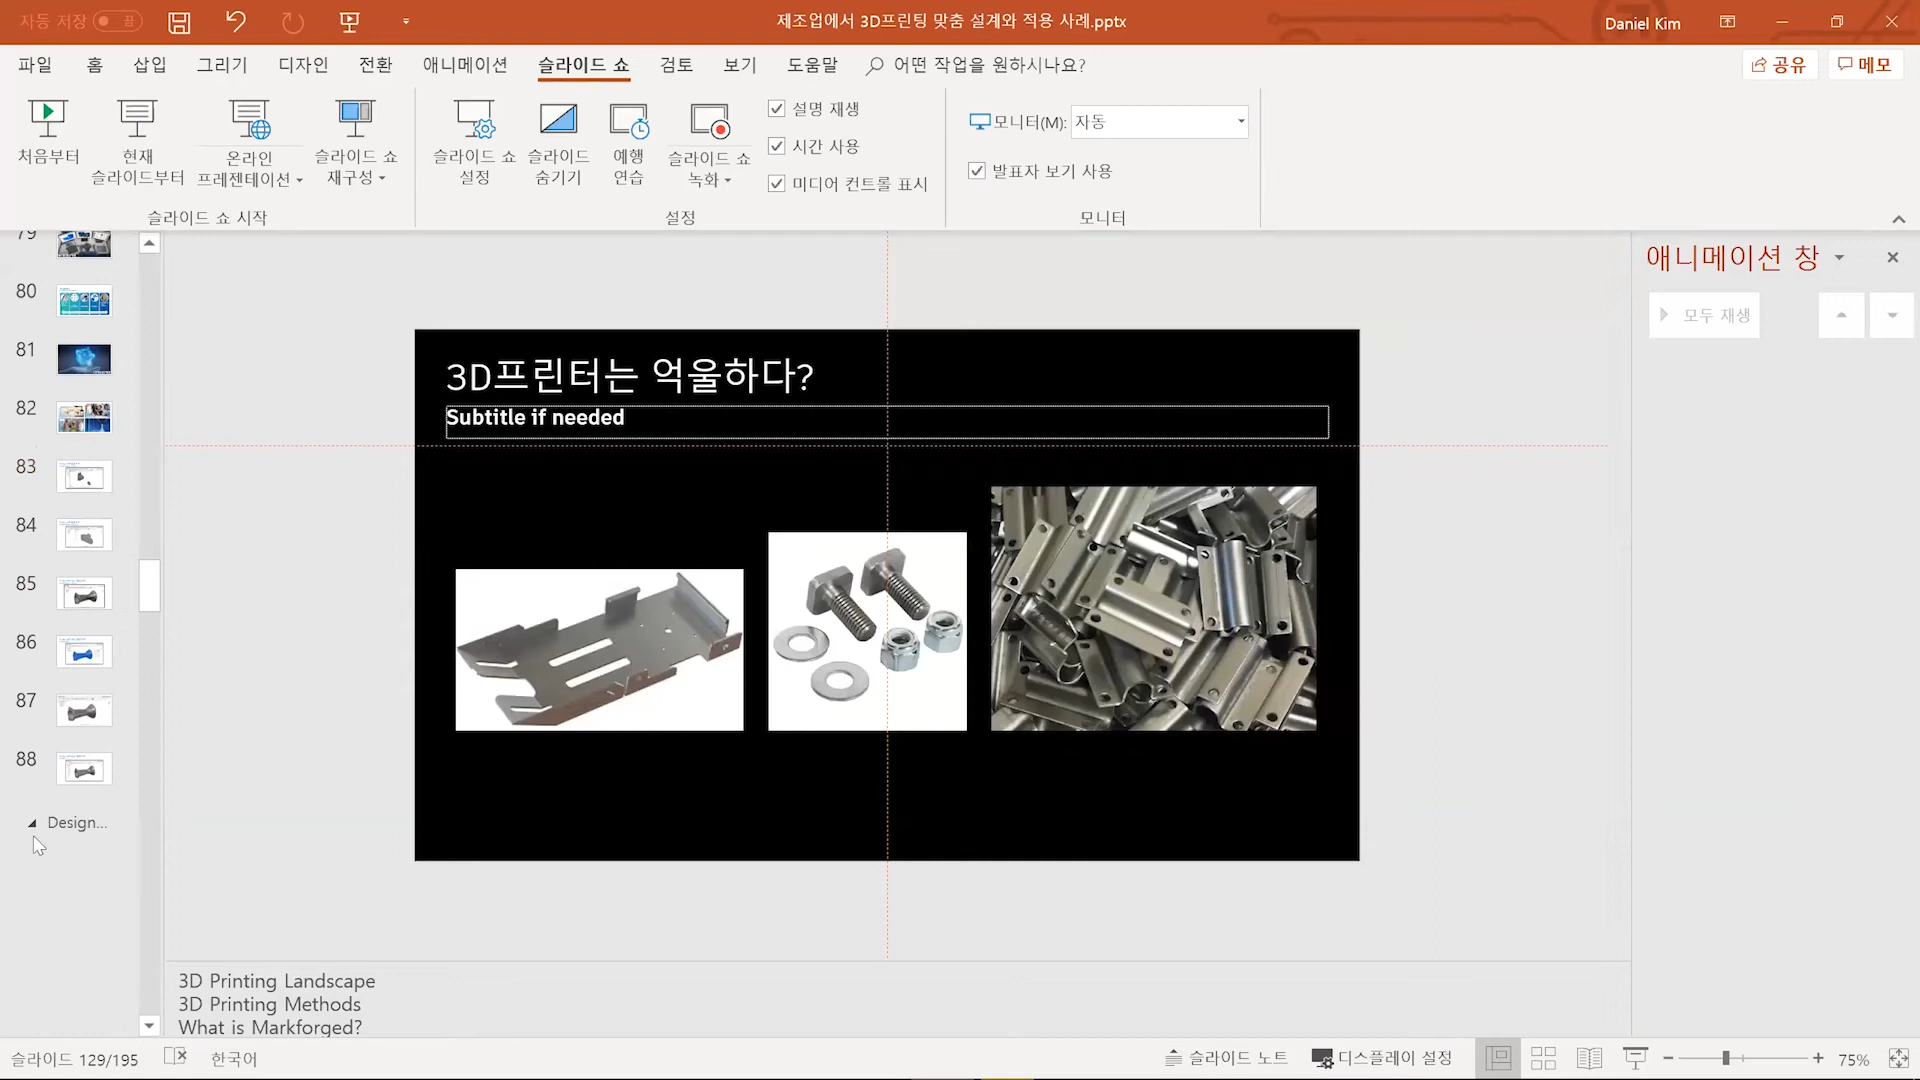 자동 저장 끔
제조업에서 3D프린팅 맞춤 설계와 적용 사례.pptx
Daniel Kim
파일 홈 삽입 그리기 디자인 전환 애니메이션 슬라이드 쇼 검토 보기 도움말 어떤 작업을 원하시나요?
공유 메모
처음부터
현재
슬라이드부터
온라인
프레젠테이션
슬라이드 쇼
재구성
슬라이드 쇼 시작
슬라이드 쇼
설정
슬라이드
숨기기
예행
연습
슬라이드 쇼
녹화
설명 재생
시간 사용
미디어 컨트롤 표시
설정
모니터(M): 자동
발표자 보기 사용
모니터
79
80
81
82
83
84
85
86
87
88
Design...
3D프린터는 억울하다?
Subtitle if needed
애니메이션 창
모두 재생
3D Printing Landscape
3D Printing Methods
What is Markforged?
슬라이드 129/195 한국어
슬라이드 노트 디스플레이 설정 75%